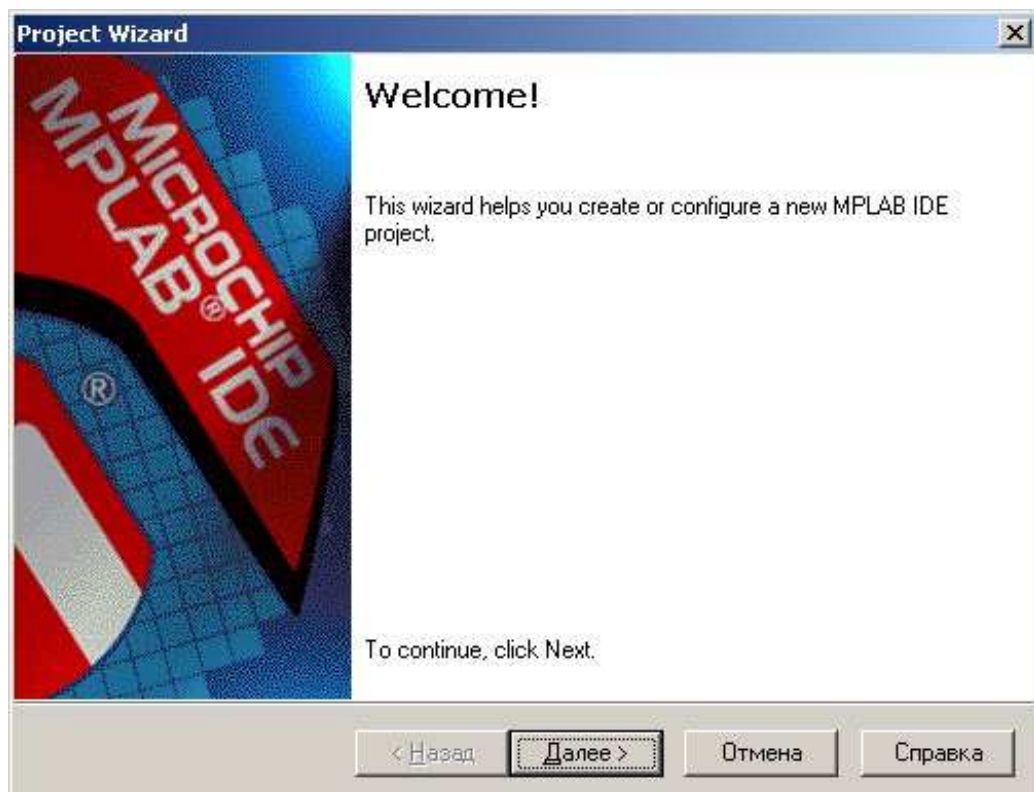 Project Wizard
MICROCHIP
MPLAB® IDE
®
Welcome!
This wizard helps you create or configure a new MPLAB IDE
project.
To continue, click Next.
< Назад
Далее >
Отмена
Справка